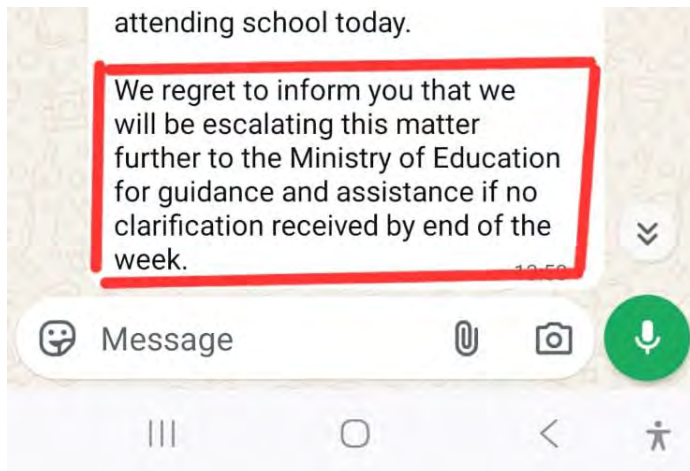 attending school today.
We regret to inform you that we
will be escalating this matter
further to the Ministry of Education
for guidance and assistance if no
clarification received by end of the
week.
Message